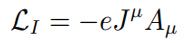 ℒ_I = −eJ^μ A_μ